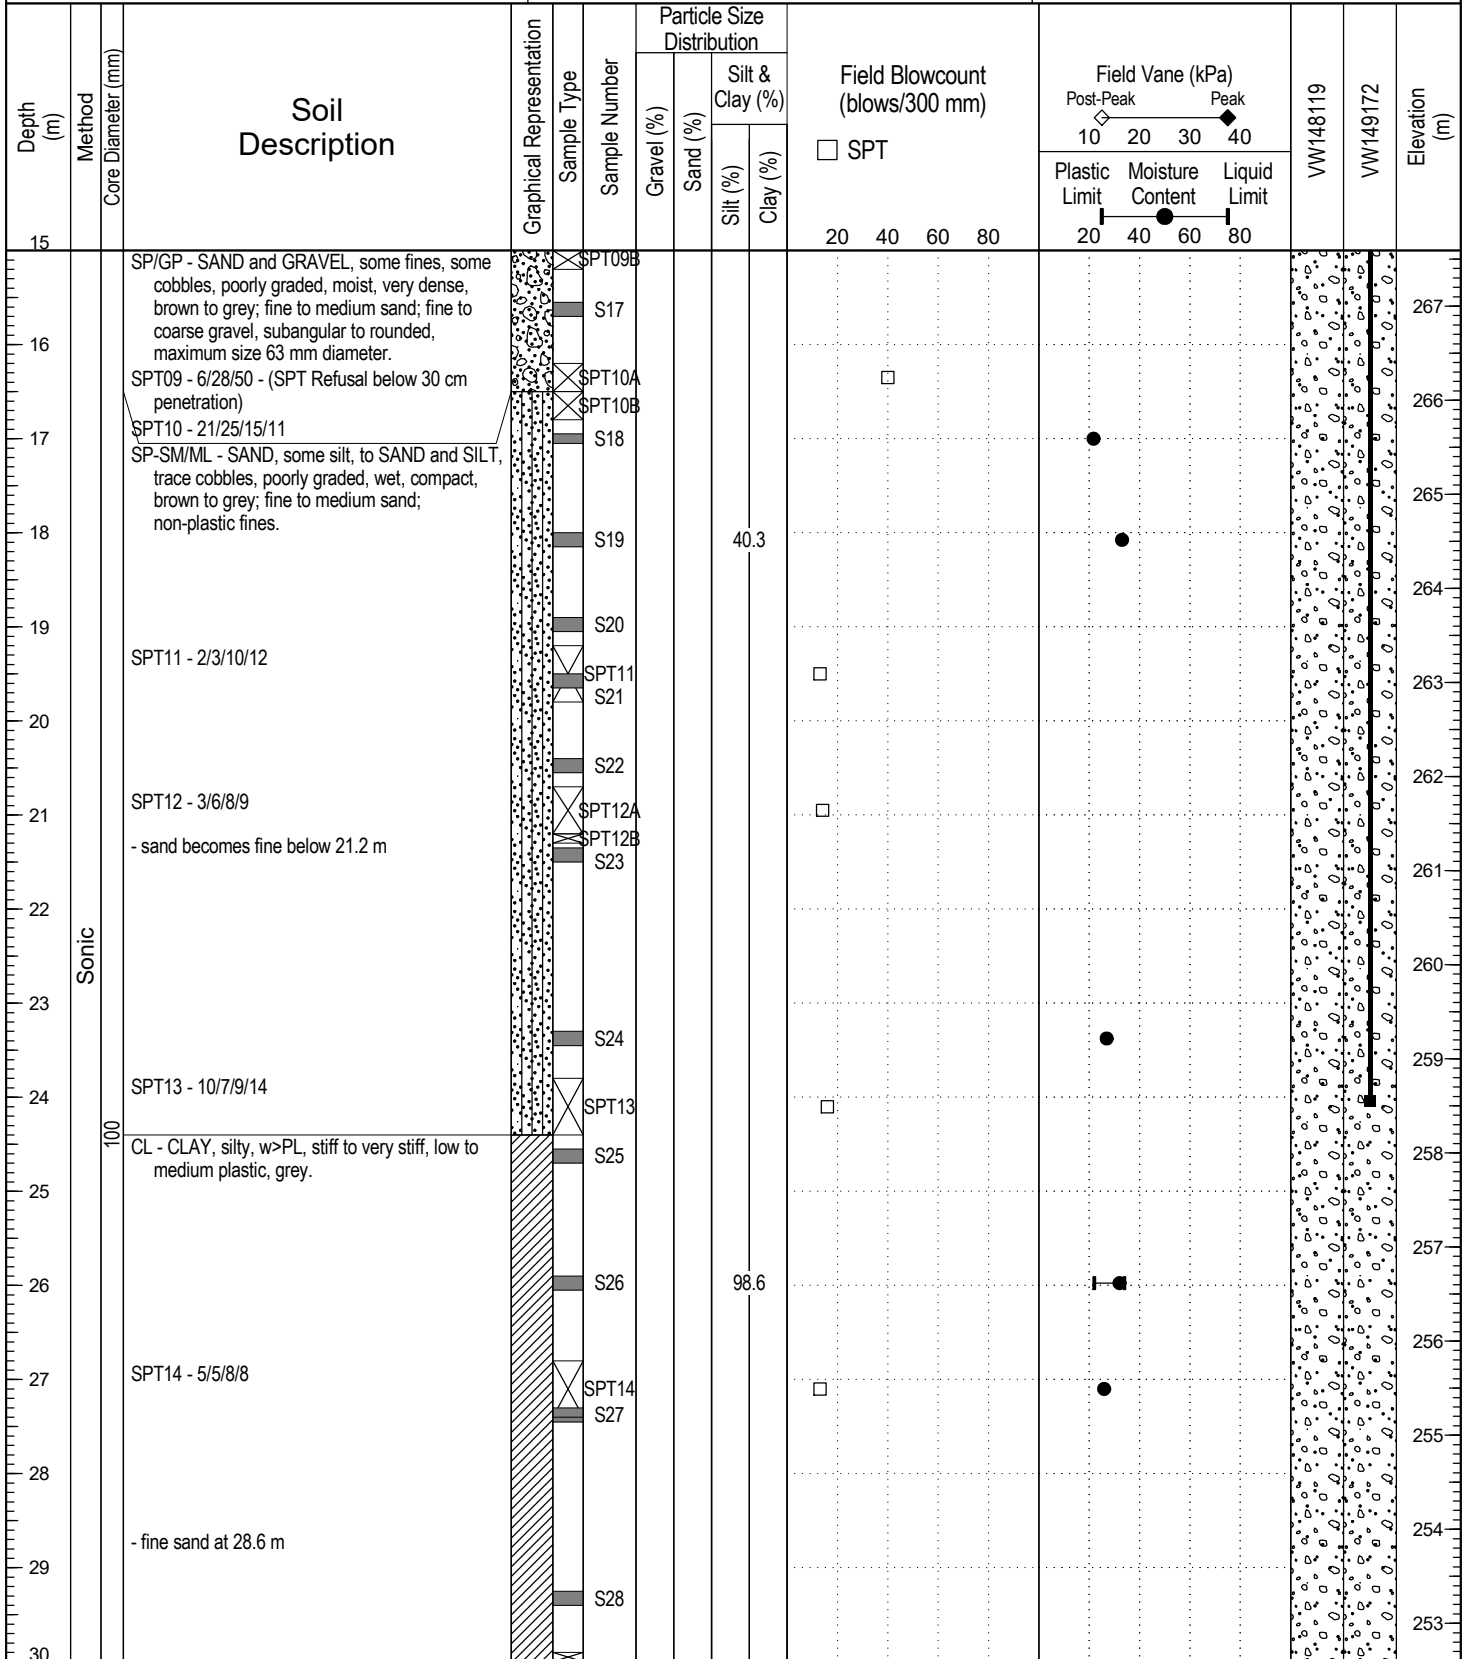 Depth (m)
Method
Core Diameter (mm)
Soil
Description
Graphical Representation
Sample Type
Sample Number
Particle Size
Distribution
Gravel (%)
Sand (%)
Silt &
Clay (%)
Silt (%)
Clay (%)
Field Blowcount
(blows/300 mm)
SPT
20 40 60 80
Field Vane (kPa)
Post-Peak Peak
10 20 30 40
Plastic Moisture Liquid
Limit Content Limit
20 40 60 80
VW148119
VW149172
Elevation (m)
15
SP/GP - SAND and GRAVEL, some fines, some
cobbles, poorly graded, moist, very dense,
brown to grey; fine to medium sand; fine to
coarse gravel, subangular to rounded,
maximum size 63 mm diameter.
SPT09 - 6/28/50 - (SPT Refusal below 30 cm
penetration)
SPT10 - 21/25/15/11
SP-SM/ML - SAND, some silt, to SAND and SILT,
trace cobbles, poorly graded, wet, compact,
brown to grey; fine to medium sand;
non-plastic fines.
SPT11 - 2/3/10/12
SPT12 - 3/6/8/9
- sand becomes fine below 21.2 m
SPT13 - 10/7/9/14
CL - CLAY, silty, w>PL, stiff to very stiff, low to
medium plastic, grey.
SPT14 - 5/5/8/8
- fine sand at 28.6 m
16
17
18
19
20
21
22
23
24
25
26
27
28
29
30
Sonic
100
SPT09B
S17
SPT10A
SPT10B
S18
S19
S20
SPT11
S21
S22
SPT12A
SPT12B
S23
S24
SPT13
S25
S26
SPT14
S27
S28
40.3
98.6
267
266
265
264
263
262
261
260
259
258
257
256
255
254
253